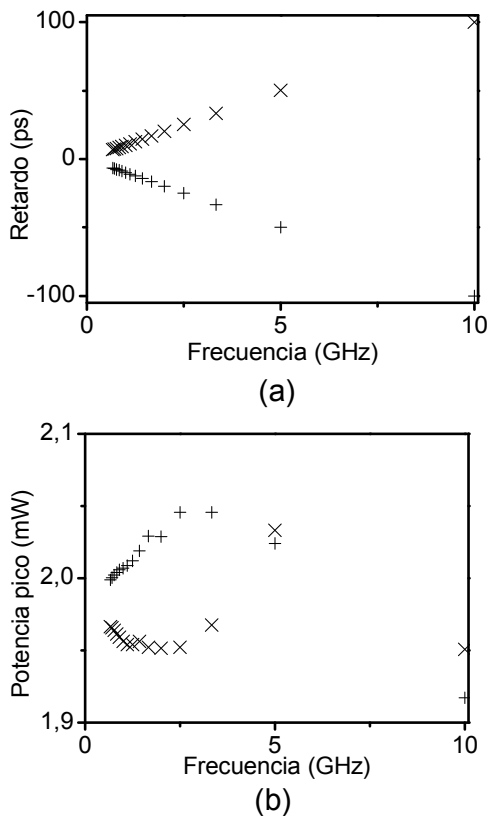 100
0
-100
Retardo (ps)
0
5
10
Frecuencia (GHz)
(a)
2,1
2,0
1,9
Potencia pico (mW)
0
5
10
Frecuencia (GHz)
(b)